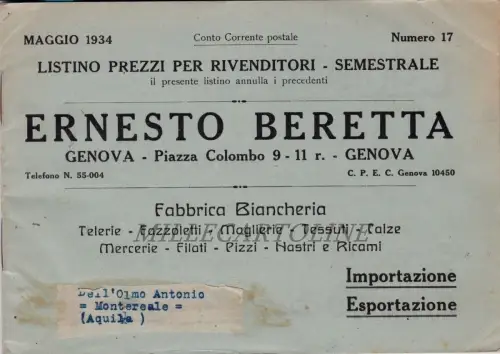 MAGGIO 1934
Conto Corrente postale
Numero 17
LISTINO PREZZI PER RIVENDITORI - SEMESTRALE
il presente listino annulla i precedenti
ERNESTO BERETTA
GENOVA - Piazza Colombo 9 - 11 r. - GENOVA
Telefono N. 55-004
C. P. E. C. Genova 10450
Fabbrica Biancheria
Telerie - Fazzoletti - Maglierie - Tessuti - Calze
MILLECARTOLINE
Mercerie - Filati - Pizzi - Nastri e Ricami
Importazione
Esportazione
Dell'Olmo Antonio
= Montereale =
(Aquila )